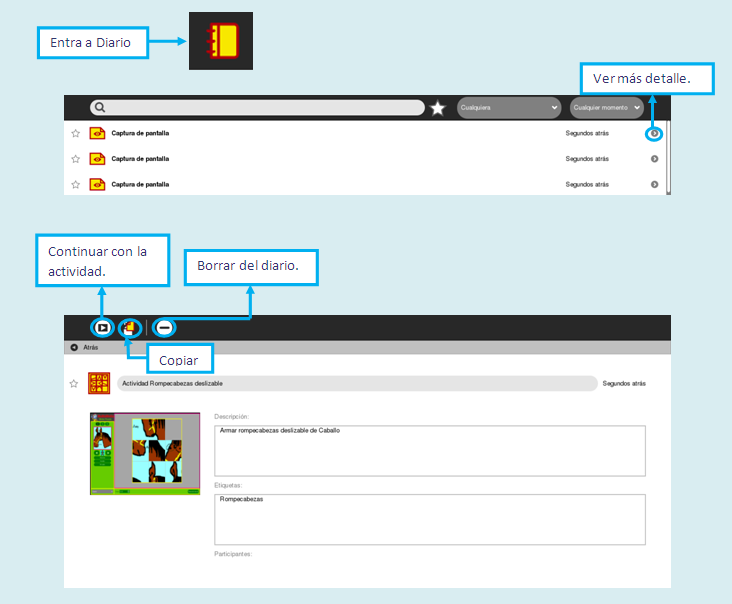 Entra a Diario
Ver más detalle.
Cualquiera
Cualquier momento
Captura de pantalla
Segundos atrás
Captura de pantalla
Segundos atrás
Captura de pantalla
Segundos atrás
Continuar con la
actividad.
Borrar del diario.
Atrás
Copiar
Actividad Rompecabezas deslizable
Segundos atrás
Descripción:
Armar rompecabezas deslizable de Caballo
Etiquetas:
Rompecabezas
Participantes: